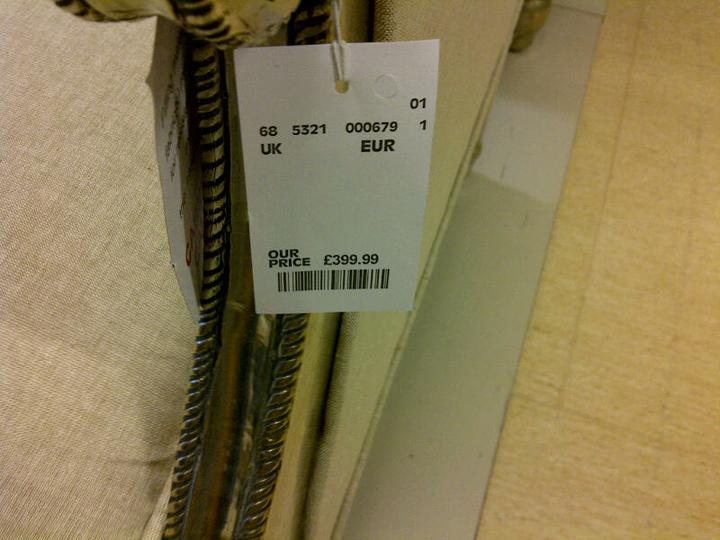 01
68 5321 000679 1
UK EUR
OUR
PRICE £399.99